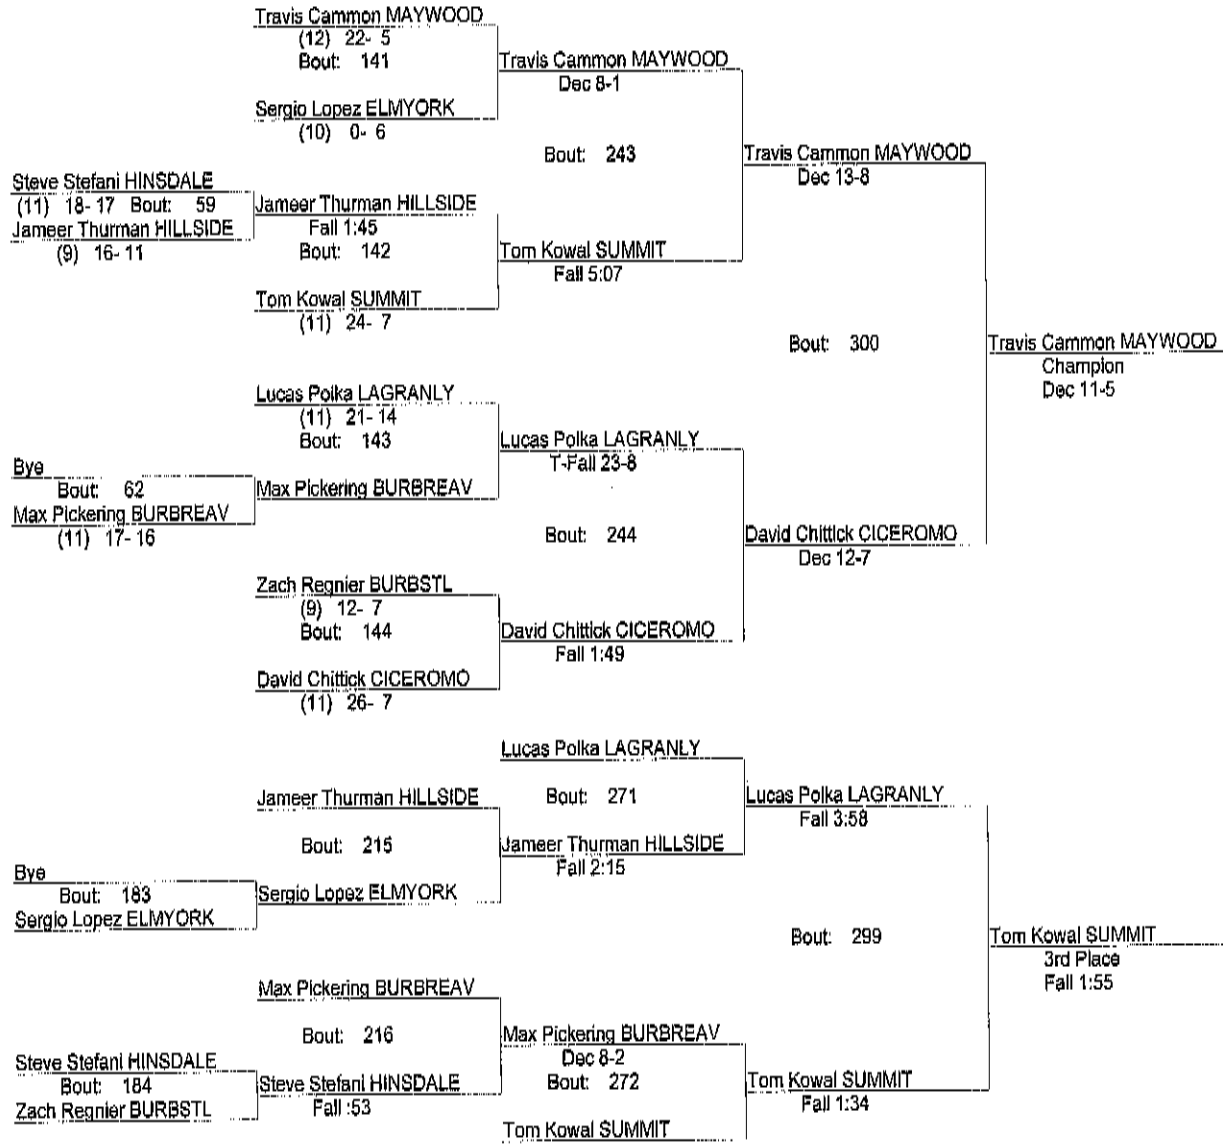 Travis Cammon MAYWOOD
(12) 22- 5
Bout: 141
Travis Cammon MAYWOOD
Dec 8-1
Sergio Lopez ELMYORK
(10) 0- 6
Bout: 243
Travis Cammon MAYWOOD
Dec 13-8
Steve Stefani HINSDALE
(11) 18- 17 Bout: 59
Jameer Thurman HILLSIDE
(9) 16- 11
Jameer Thurman HILLSIDE
Fall 1:45
Bout: 142
Tom Kowal SUMMIT
Fall 5:07
Tom Kowal SUMMIT
(11) 24- 7
Bout: 300
Travis Cammon MAYWOOD
Champion
Dec 11-5
Lucas Polka LAGRANLY
(11) 21- 14
Bout: 143
Lucas Polka LAGRANLY
T-Fall 23-8
Bye
Bout: 62
Max Pickering BURBREAV
(11) 17- 16
Max Pickering BURBREAV
Bout: 244
David Chittick CICEROMO
Dec 12-7
Zach Regnier BURBSTL
(9) 12- 7
Bout: 144
David Chittick CICEROMO
Fall 1:49
David Chittick CICEROMO
(11) 26- 7
Lucas Polka LAGRANLY
Bout: 271
Lucas Polka LAGRANLY
Fall 3:58
Jameer Thurman HILLSIDE
Bout: 215
Jameer Thurman HILLSIDE
Fall 2:15
Bye
Bout: 183
Sergio Lopez ELMYORK
Sergio Lopez ELMYORK
Bout: 299
Tom Kowal SUMMIT
3rd Place
Fall 1:55
Max Pickering BURBREAV
Bout: 216
Max Pickering BURBREAV
Dec 8-2
Bout: 272
Steve Stefani HINSDALE
Bout: 184
Zach Regnier BURBSTL
Steve Stefani HINSDALE
Fall :53
Tom Kowal SUMMIT
Fall 1:34
Tom Kowal SUMMIT